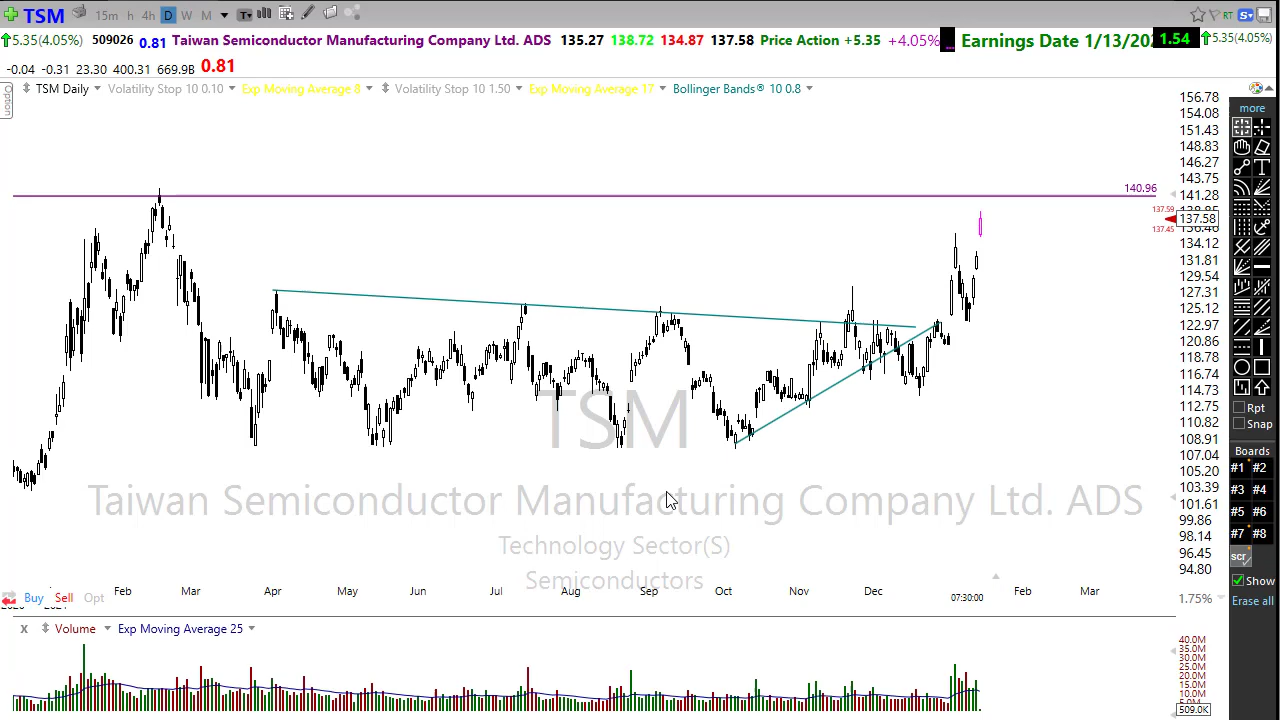 TSM 15m h 4h D W M T RT S
5.35(4.05%) 509026 0.81 Taiwan Semiconductor Manufacturing Company Ltd. ADS 135.27 138.72 134.87 137.58 Price Action +5.35 +4.05% Earnings Date 1/13/202 1.54 5.35(4.05%)
-0.04 -0.31 23.30 400.31 669.9B 0.81
Option
TSM Daily Volatility Stop 10 0.10 Exp Moving Average 8 Volatility Stop 10 1.50 Exp Moving Average 17 Bollinger Bands® 10 0.8
156.78
154.08
151.43
148.83
146.27
143.75
140.96
141.28
137.59
137.58
137.45
134.12
131.81
129.54
127.31
125.12
122.97
120.86
118.78
116.74
114.73
112.75
110.82
108.91
107.04
105.20
103.39
101.61
99.86
98.14
96.45
94.80
more
Rpt
Snap
Boards
#1 #2
#3 #4
#5 #6
#7 #8
scr
Show
Erase all
TSM
Taiwan Semiconductor Manufacturing Company Ltd. ADS
Technology Sector(S)
Semiconductors
Buy Sell Opt
Feb Mar Apr May Jun Jul Aug Sep Oct Nov Dec 07:30:00 Feb Mar
1.75%
X Volume Exp Moving Average 25
40.0M
35.0M
30.0M
25.0M
20.0M
15.0M
10.0M
509.0K